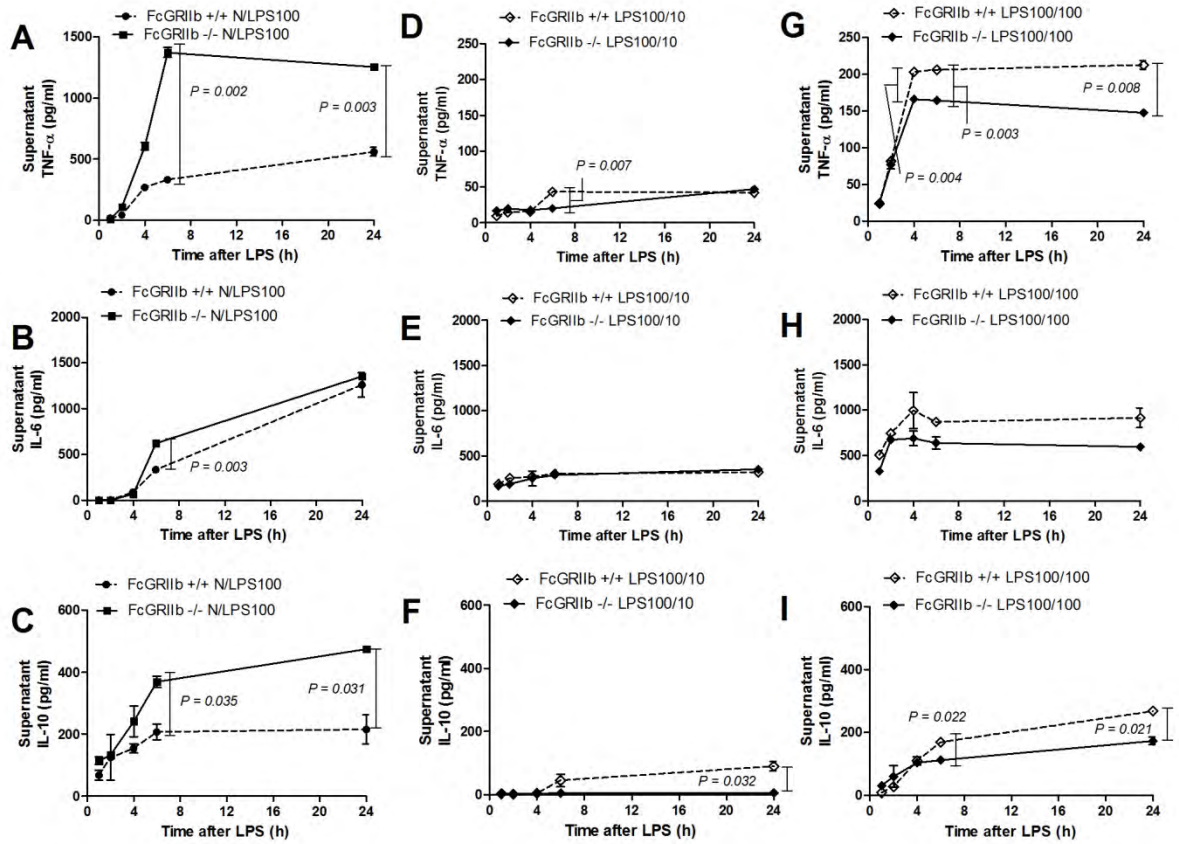 A
FcGRIIb +/+ N/LPS100
FcGRIIb -/- N/LPS100
1500
1000
500
0
Supernatant
TNF-α (pg/ml)
P = 0.002
P = 0.003
0 4 8 12 16 20 24
Time after LPS (h)
D
FcGRIIb +/+ LPS100/10
FcGRIIb -/- LPS100/10
250
200
150
100
50
0
Supernatant
TNF-α (pg/ml)
P = 0.007
0 4 8 12 16 20 24
Time after LPS (h)
G
FcGRIIb +/+ LPS100/100
FcGRIIb -/- LPS100/100
250
200
150
100
50
0
Supernatant
TNF-α (pg/ml)
P = 0.008
P = 0.003
P = 0.004
0 4 8 12 16 20 24
Time after LPS (h)
B
FcGRIIb +/+ N/LPS100
FcGRIIb -/- N/LPS100
2000
1500
1000
500
0
Supernatant
IL-6 (pg/ml)
P = 0.003
0 4 8 12 16 20 24
Time after LPS (h)
E
FcGRIIb +/+ LPS100/10
FcGRIIb -/- LPS100/10
2000
1500
1000
500
0
Supernatant
IL-6 (pg/ml)
0 4 8 12 16 20 24
Time after LPS (h)
H
FcGRIIb +/+ LPS100/100
FcGRIIb -/- LPS100/100
2000
1500
1000
500
0
Supernatant
IL-6 (pg/ml)
0 4 8 12 16 20 24
Time after LPS (h)
C
FcGRIIb +/+ N/LPS100
FcGRIIb -/- N/LPS100
600
400
200
0
Supernatant
IL-10 (pg/ml)
P = 0.035
P = 0.031
0 4 8 12 16 20 24
Time after LPS (h)
F
FcGRIIb +/+ LPS100/10
FcGRIIb -/- LPS100/10
600
400
200
0
Supernatant
IL-10 (pg/ml)
P = 0.032
0 4 8 12 16 20 24
Time after LPS (h)
I
FcGRIIb +/+ LPS100/100
FcGRIIb -/- LPS100/100
600
400
200
0
Supernatant
IL-10 (pg/ml)
P = 0.022
P = 0.021
0 4 8 12 16 20 24
Time after LPS (h)